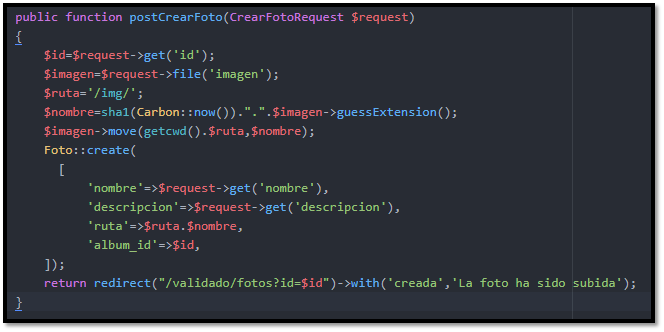 public function postCrearFoto(CrearFotoRequest $request)
{
$id=$request->get('id');
$imagen=$request->file('imagen');
$ruta='/img/';
$nombre=sha1(Carbon::now()).".".$imagen->guessExtension();
$imagen->move(getcwd().$ruta,$nombre);
Foto::create(
[
'nombre'=>$request->get('nombre'),
'descripcion'=>$request->get('descripcion'),
'ruta'=>$ruta.$nombre,
'album_id'=>$id,
]);
return redirect("/validado/fotos?id=$id")->with('creada','La foto ha sido subida');
}